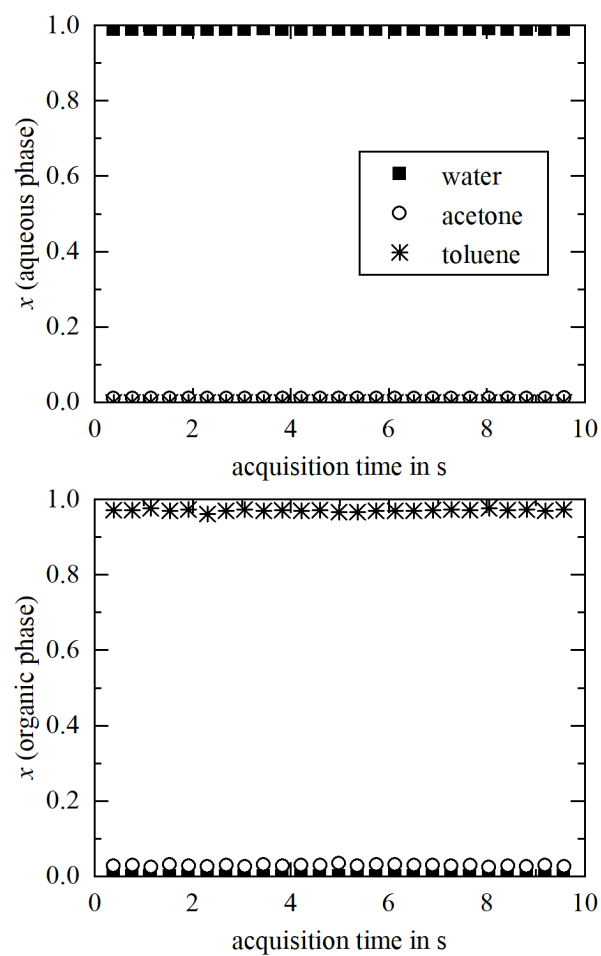 1.0
0.8
0.6
0.4
0.2
0.0
x (aqueous phase)
water
acetone
toluene
0 2 4 6 8 10
acquisition time in s
1.0
0.8
0.6
0.4
0.2
0.0
x (organic phase)
0 2 4 6 8 10
acquisition time in s